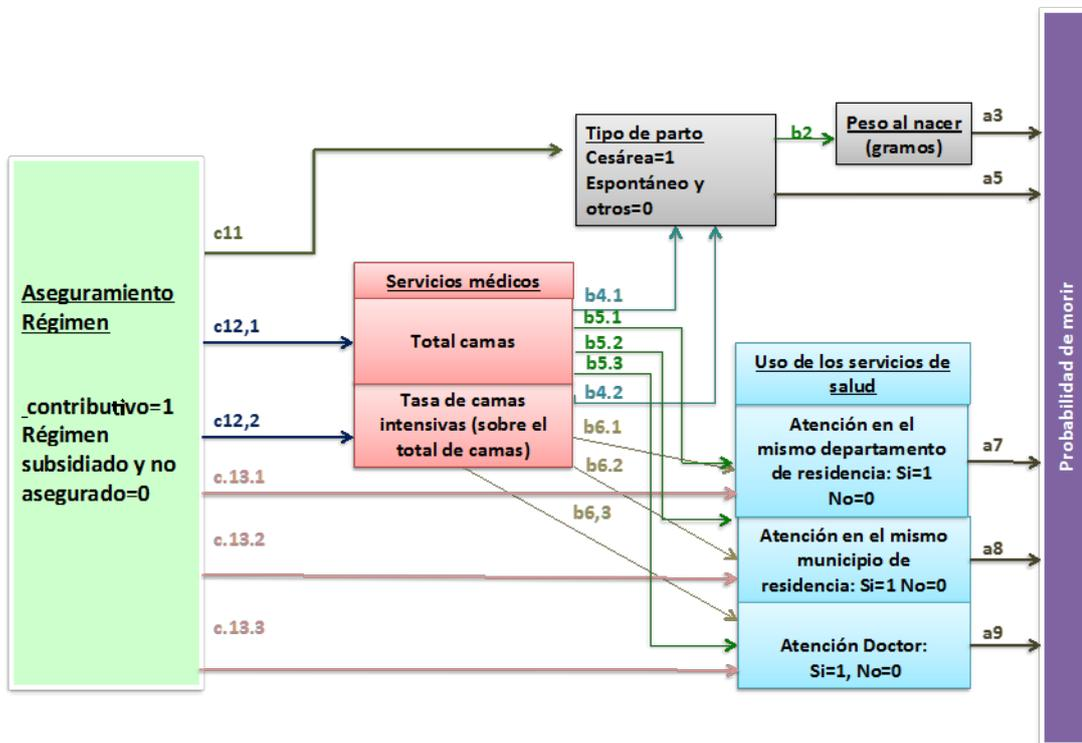 Aseguramiento
Régimen
_contributivo=1
Régimen
subsidiado y no
asegurado=0
c11
c12,1
c12,2
c.13.1
c.13.2
c.13.3
Servicios médicos
Total camas
Tasa de camas
intensivas (sobre el
total de camas)
b4.1
b5.1
b5.2
b5.3
b4.2
b6.1
b6.2
b6,3
Tipo de parto
Cesárea=1
Espontáneo y
otros=0
b2
Peso al nacer
(gramos)
a3
a5
Uso de los servicios de
salud
Atención en el
mismo departamento
de residencia: Si=1
No=0
Atención en el mismo
municipio de
residencia: Si=1 No=0
Atención Doctor:
Si=1, No=0
a7
a8
a9
Probabilidad de morir